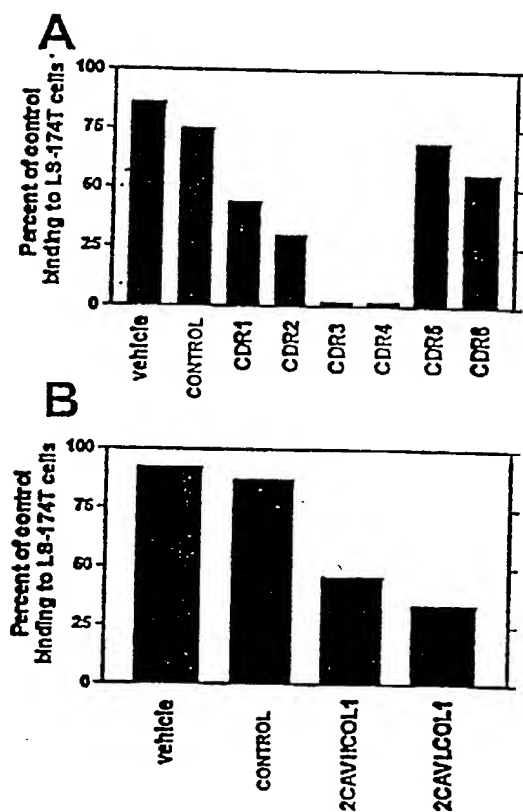 A
Percent of control
binding to LS-174T cells
100
75
50
25
0
vehicle
CONTROL
CDR1
CDR2
CDR3
CDR4
CDR5
CDR6
B
Percent of control
binding to LS-174T cells
100
75
50
25
0
vehicle
CONTROL
2CAVHCOL1
2CAVLCOL1